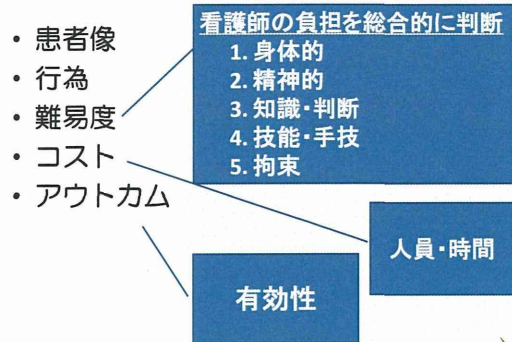 ・ 患者像
・ 行為
・ 難易度
・ コスト
・ アウトカム
看護師の負担を総合的に判断
1. 身体的
2. 精神的
3. 知識・判断
4. 技能・手技
5. 拘束
人員・時間
有効性